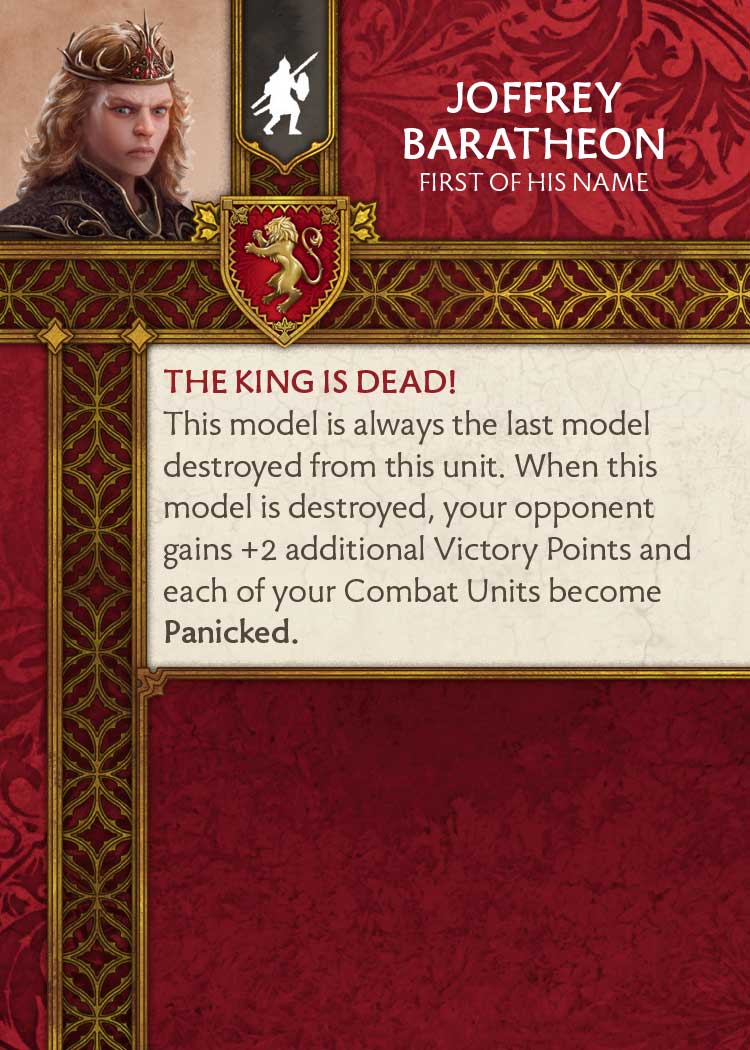 JOFFREY
BARATHEON
FIRST OF HIS NAME
THE KING IS DEAD!
This model is always the last model
destroyed from this unit. When this
model is destroyed, your opponent
gains +2 additional Victory Points and
each of your Combat Units become
Panicked.